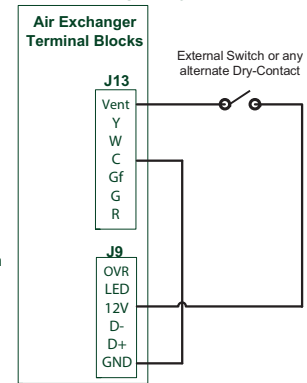 Air Exchanger
Terminal Blocks
External Switch or any
alternate Dry-Contact
J13
Vent
Y
W
C
Gf
G
R
J9
OVR
LED
12V
D-
D+
GND